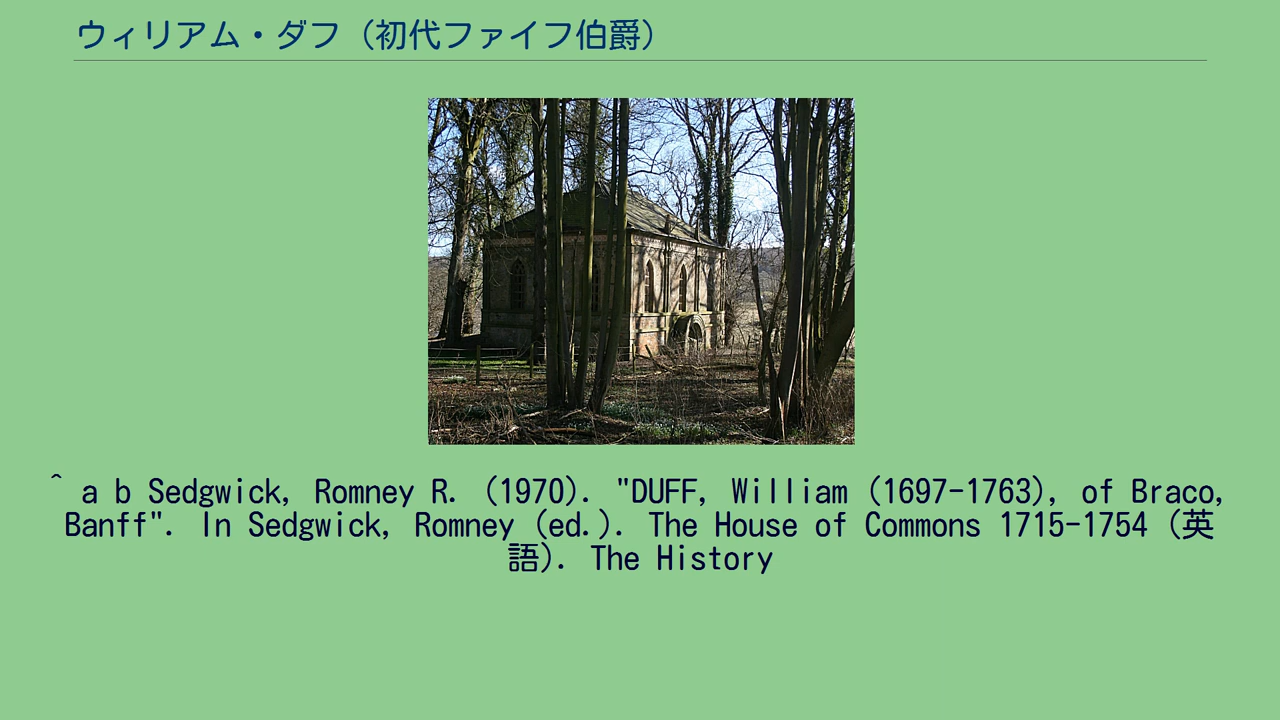 ウィリアム・ダフ（初代ファイフ伯爵）
^ a b Sedgwick, Romney R. (1970). "DUFF, William (1697-1763), of Braco,
Banff". In Sedgwick, Romney (ed.). The House of Commons 1715-1754 (英
語). The History